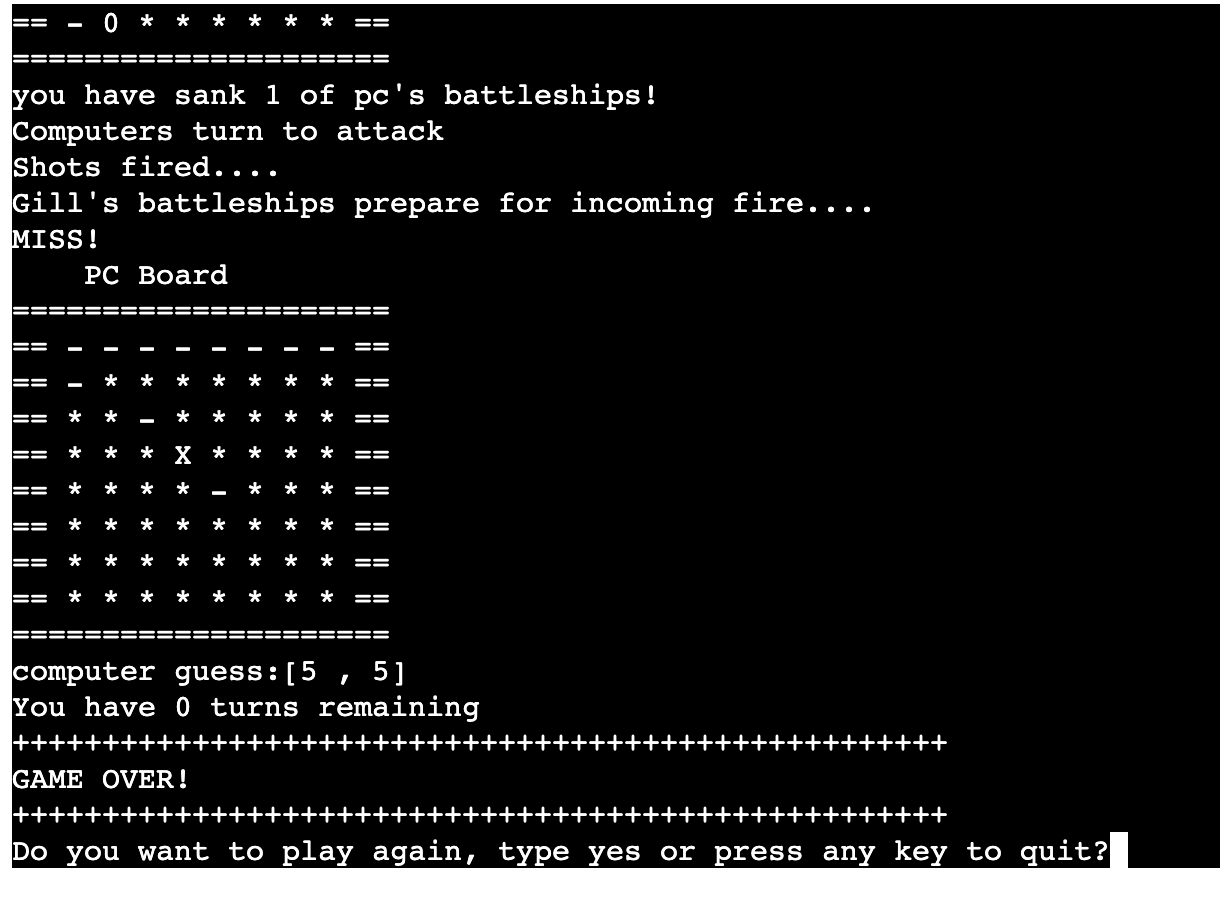 == - 0 * * * * * * ==
=====================
you have sank 1 of pc's battleships!
Computers turn to attack
Shots fired....
Gill's battleships prepare for incoming fire....
MISS!
    PC Board
=====================
== - - - - - - - - ==
== - * * * * * * * ==
== * * - * * * * * ==
== * * * X * * * * ==
== * * * * - * * * ==
== * * * * * * * * ==
== * * * * * * * * ==
== * * * * * * * * ==
=====================
computer guess:[5 , 5]
You have 0 turns remaining
++++++++++++++++++++++++++++++++++++++++++++++++++++
GAME OVER!
++++++++++++++++++++++++++++++++++++++++++++++++++++
Do you want to play again, type yes or press any key to quit?